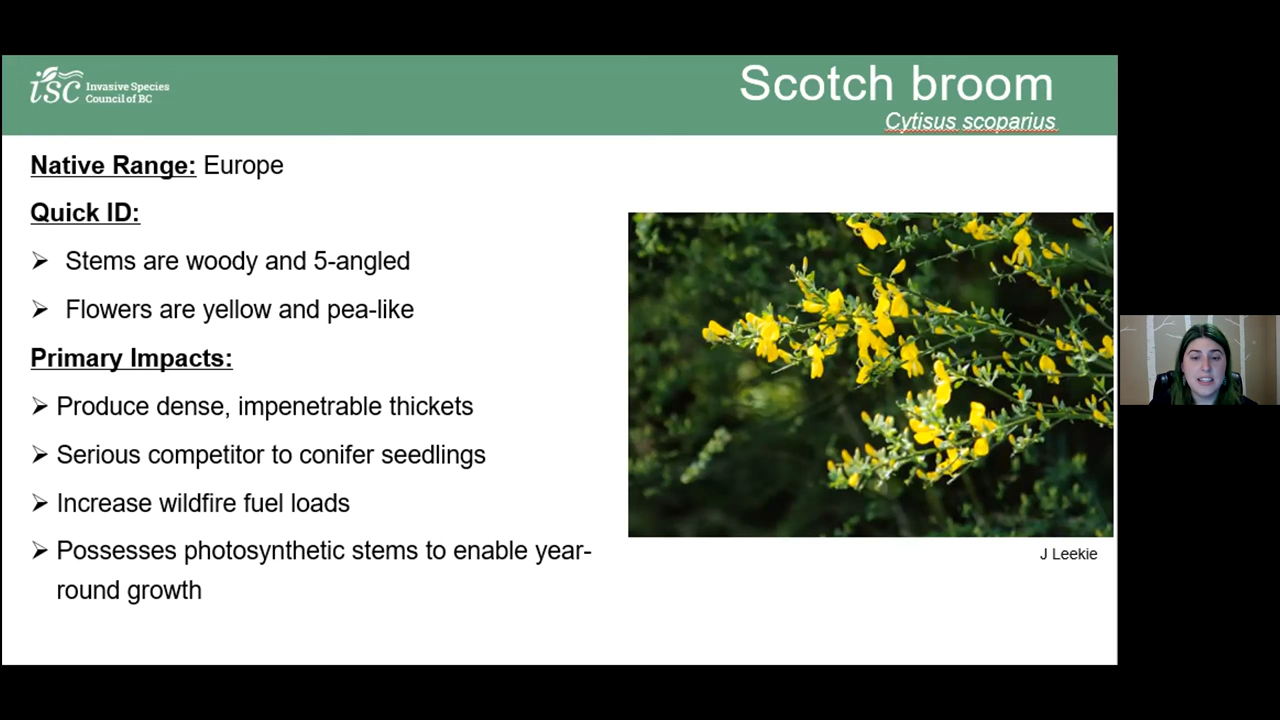 isc Invasive Species
Council of BC
Scotch broom
Cytisus scoparius
Native Range: Europe
Quick ID:
➢ Stems are woody and 5-angled
➢ Flowers are yellow and pea-like
Primary Impacts:
➢ Produce dense, impenetrable thickets
➢ Serious competitor to conifer seedlings
➢ Increase wildfire fuel loads
➢ Possesses photosynthetic stems to enable year-
round growth
J Leekie